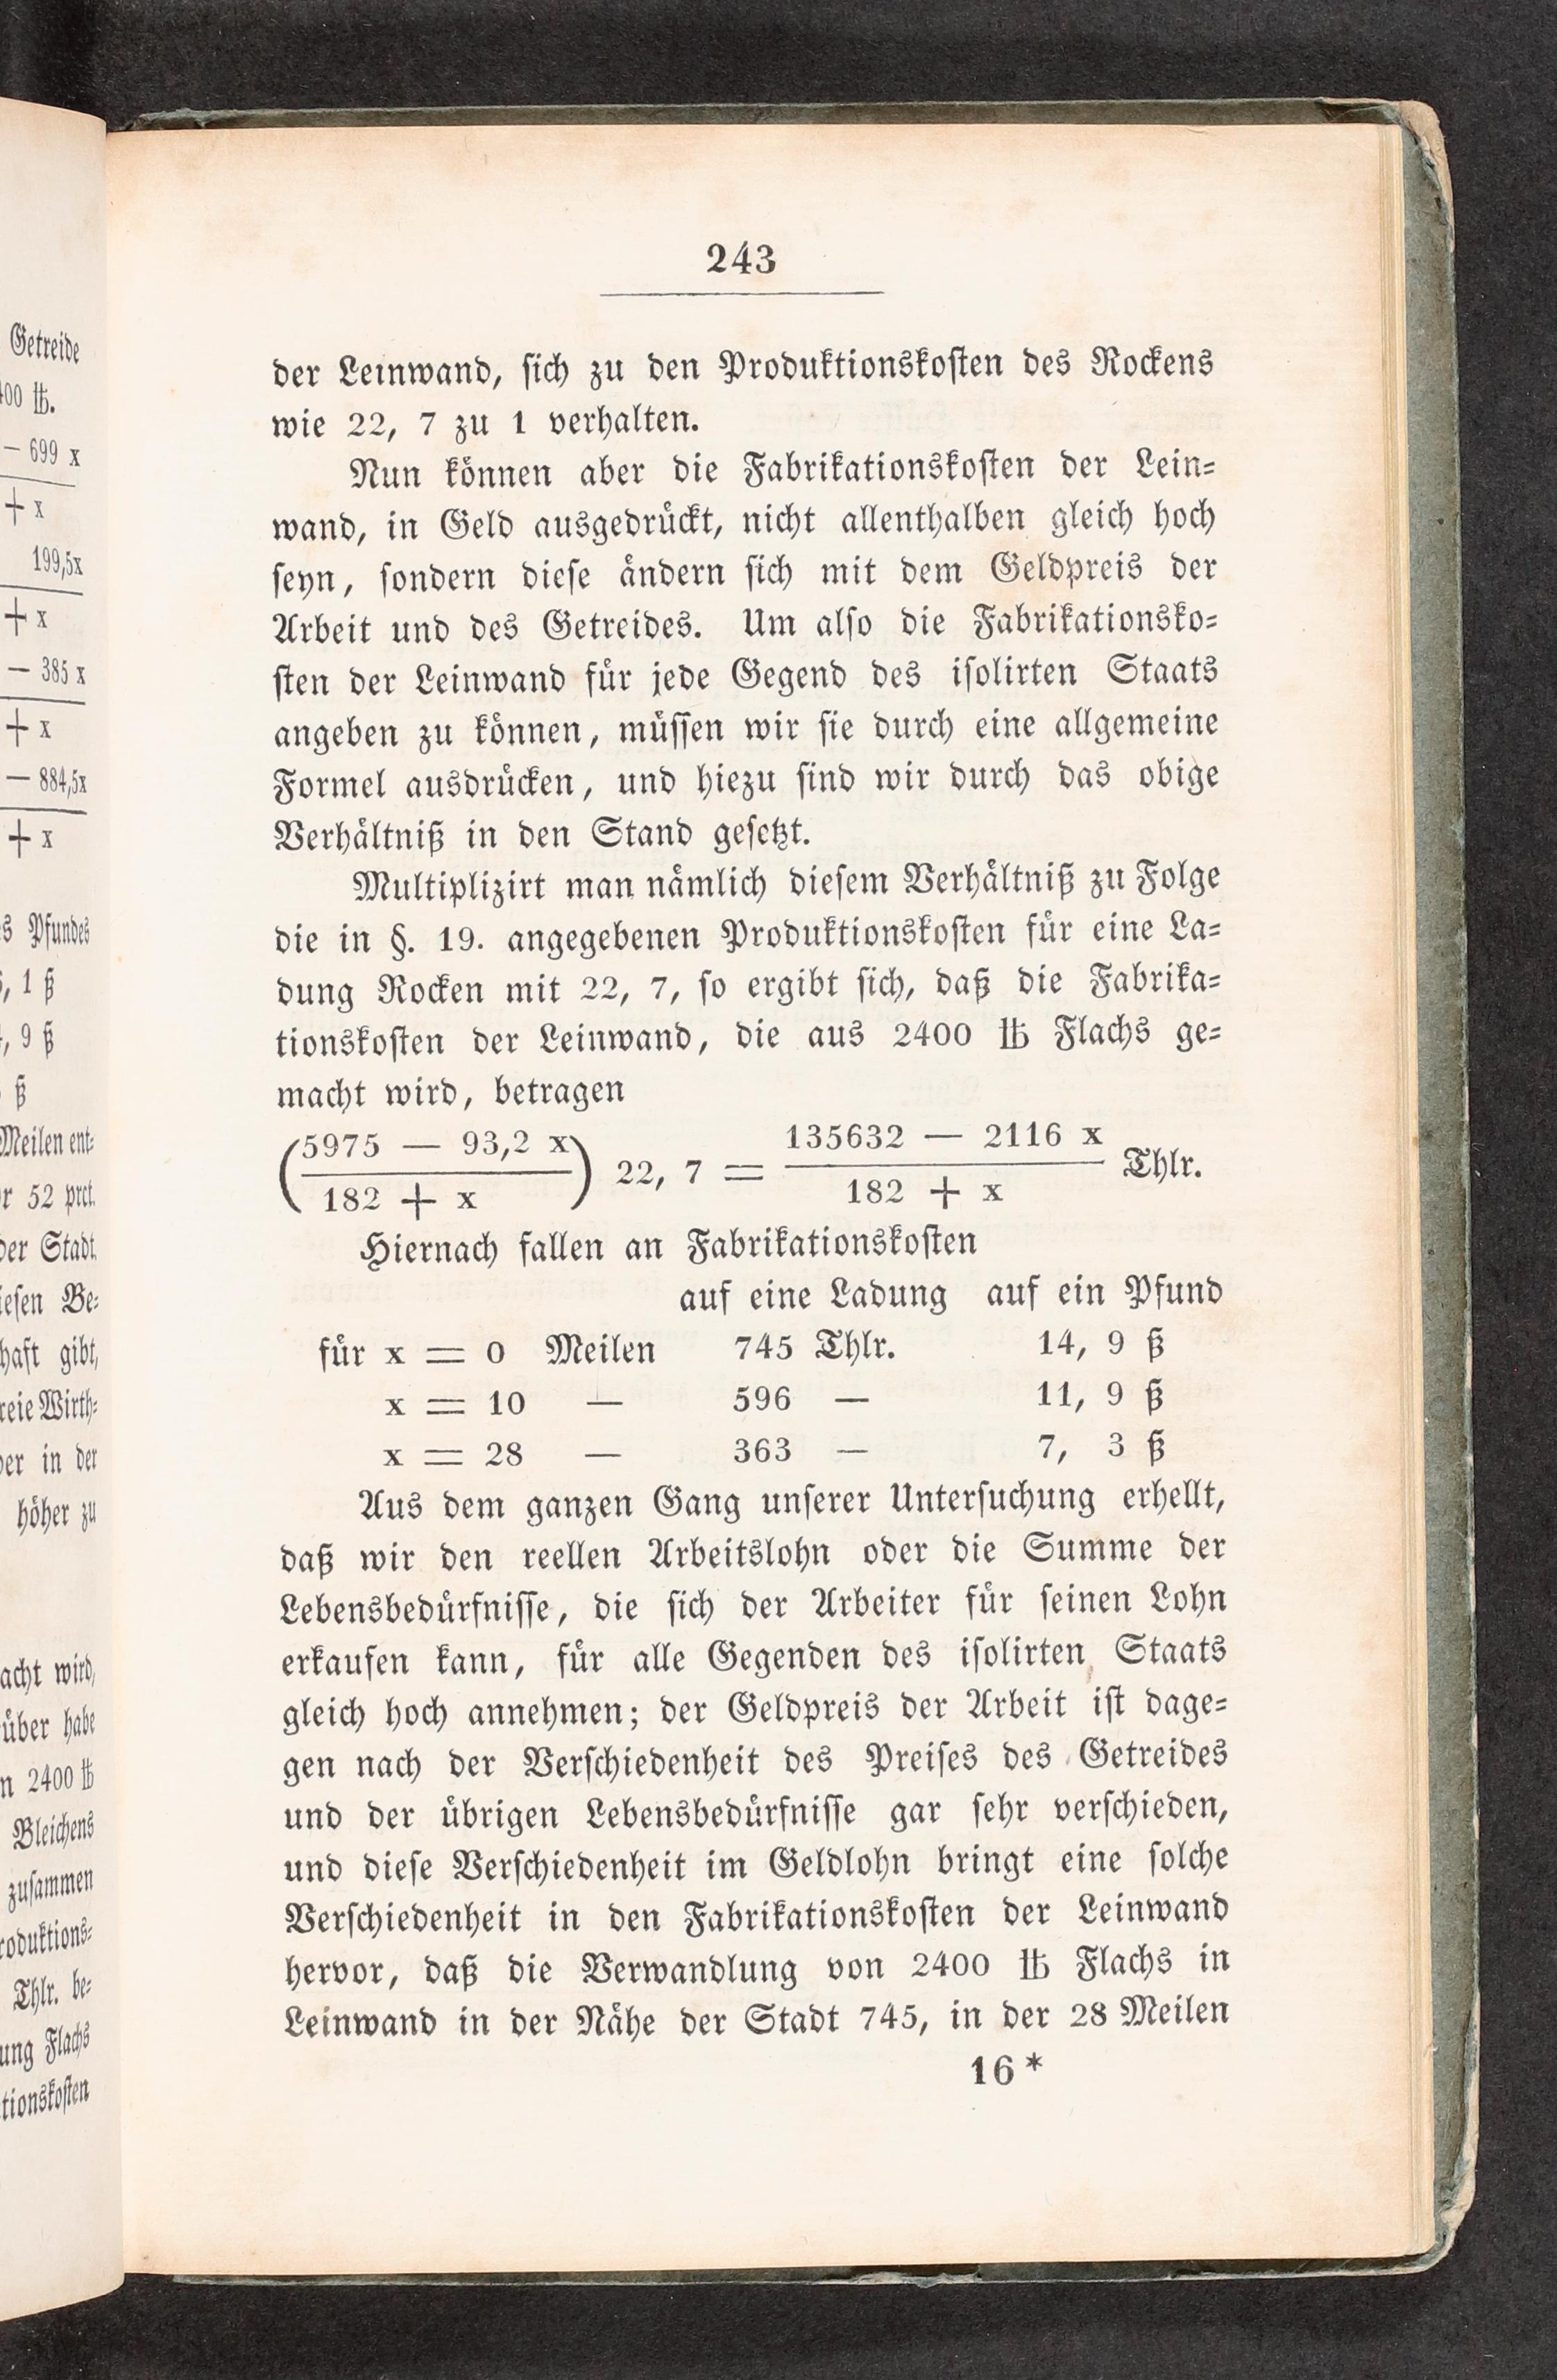 243
der Leinwand, sich zu den Produktionskosten des Rockens
wie 22, 7 zu 1 verhalten.
Nun können aber die Fabrikationskosten der Lein=
wand, in Geld ausgedrückt, nicht allenthalben gleich hoch
seyn, sondern diese ändern sich mit dem Geldpreis der
Arbeit und des Getreides. Um also die Fabrikationsko=
sten der Leinwand für jede Gegend des isolirten Staats
angeben zu können, müssen wir sie durch eine allgemeine
Formel ausdrücken, und hiezu sind wir durch das obige
Verhältniß in den Stand gesetzt.
Multiplizirt man nämlich diesem Verhältniß zu Folge
die in §. 19. angegebenen Produktionskosten für eine La=
dung Rocken mit 22, 7, so ergibt sich, daß die Fabrika=
tionskosten der Leinwand, die aus 2400 ℔ Flachs ge=
macht wird, betragen
(5975 — 93,2 x / 182 + x) 22, 7 = 135632 — 2116 x / 182 + x Thlr.
Hiernach fallen an Fabrikationskosten
auf eine Ladung auf ein Pfund
für x = 0 Meilen 745 Thlr. 14, 9 ß
x = 10 — 596 — 11, 9 ß
x = 28 — 363 — 7, 3 ß
Aus dem ganzen Gang unserer Untersuchung erhellt,
daß wir den reellen Arbeitslohn oder die Summe der
Lebensbedürfnisse, die sich der Arbeiter für seinen Lohn
erkaufen kann, für alle Gegenden des isolirten Staats
gleich hoch annehmen; der Geldpreis der Arbeit ist dage=
gen nach der Verschiedenheit des Preises des Getreides
und der übrigen Lebensbedürfnisse gar sehr verschieden,
und diese Verschiedenheit im Geldlohn bringt eine solche
Verschiedenheit in den Fabrikationskosten der Leinwand
hervor, daß die Verwandlung von 2400 ℔ Flachs in
Leinwand in der Nähe der Stadt 745, in der 28 Meilen
16*